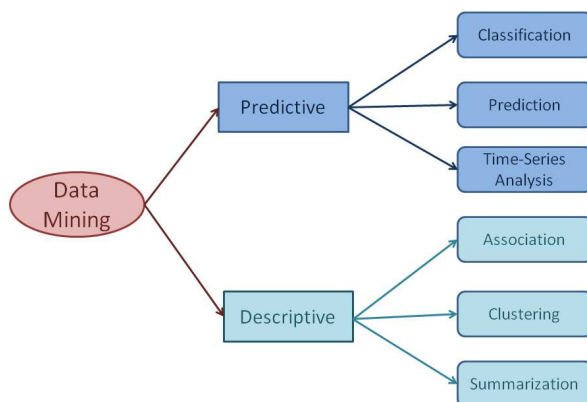 Classification
Predictive
Prediction
Time-Series
Analysis
Data
Mining
Association
Descriptive
Clustering
Summarization